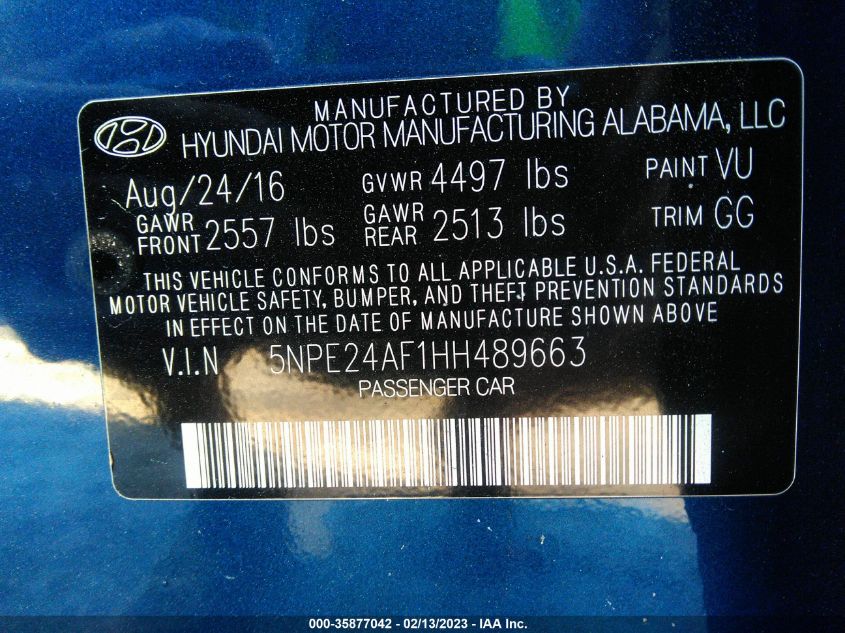 MANUFACTURED BY
HYUNDAI MOTOR MANUFACTURING ALABAMA, LLC
Aug/24/16 GVWR 4497 lbs PAINT VU
GAWR FRONT 2557 lbs GAWR REAR 2513 lbs TRIM GG
THIS VEHICLE CONFORMS TO ALL APPLICABLE U.S.A. FEDERAL
MOTOR VEHICLE SAFETY, BUMPER, AND THEFT PREVENTION STANDARDS
IN EFFECT ON THE DATE OF MANUFACTURE SHOWN ABOVE
V.I.N 5NPE24AF1HH489663
PASSENGER CAR
000-35877042 - 02/13/2023 - IAA Inc.